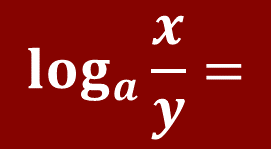 logₐ x/y =